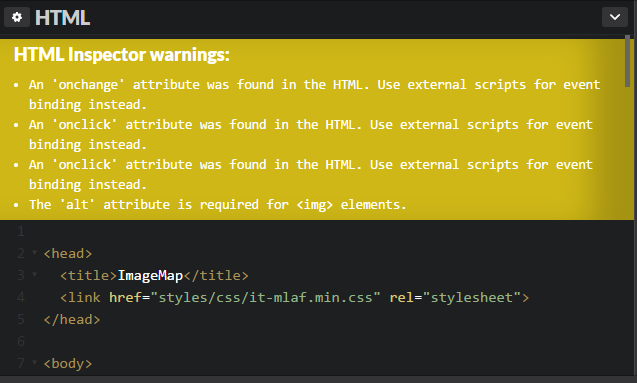 HTML
HTML Inspector warnings:
• An 'onchange' attribute was found in the HTML. Use external scripts for event
binding instead.
• An 'onclick' attribute was found in the HTML. Use external scripts for event
binding instead.
• An 'onclick' attribute was found in the HTML. Use external scripts for event
binding instead.
• The 'alt' attribute is required for <img> elements.
1
2 <head>
3 <title>ImageMap</title>
4 <link href="styles/css/it-mlaf.min.css" rel="stylesheet">
5 </head>
6
7 <body>